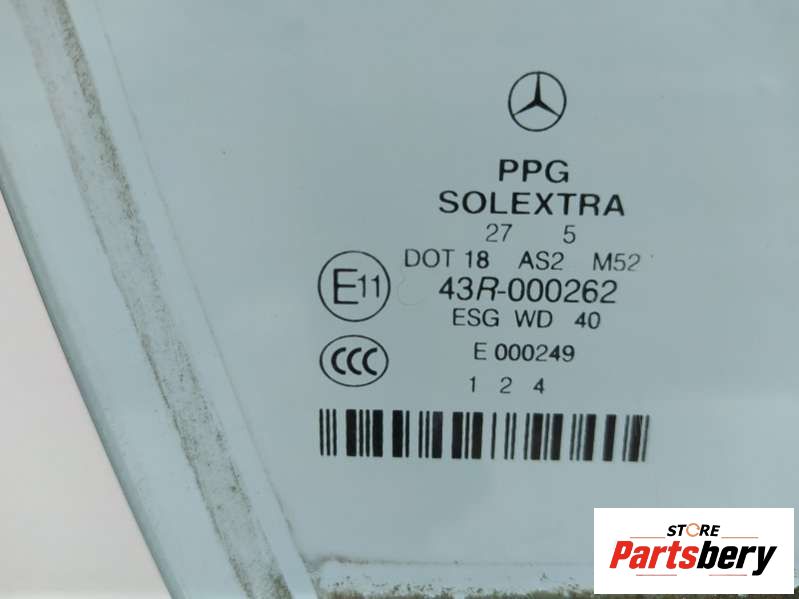 PPG
SOLEXTRA
27 5
DOT 18 AS2 M52
E11
43R-000262
ESG WD 40
CCC
E 000249
1 2 4
STORE
Partsbery